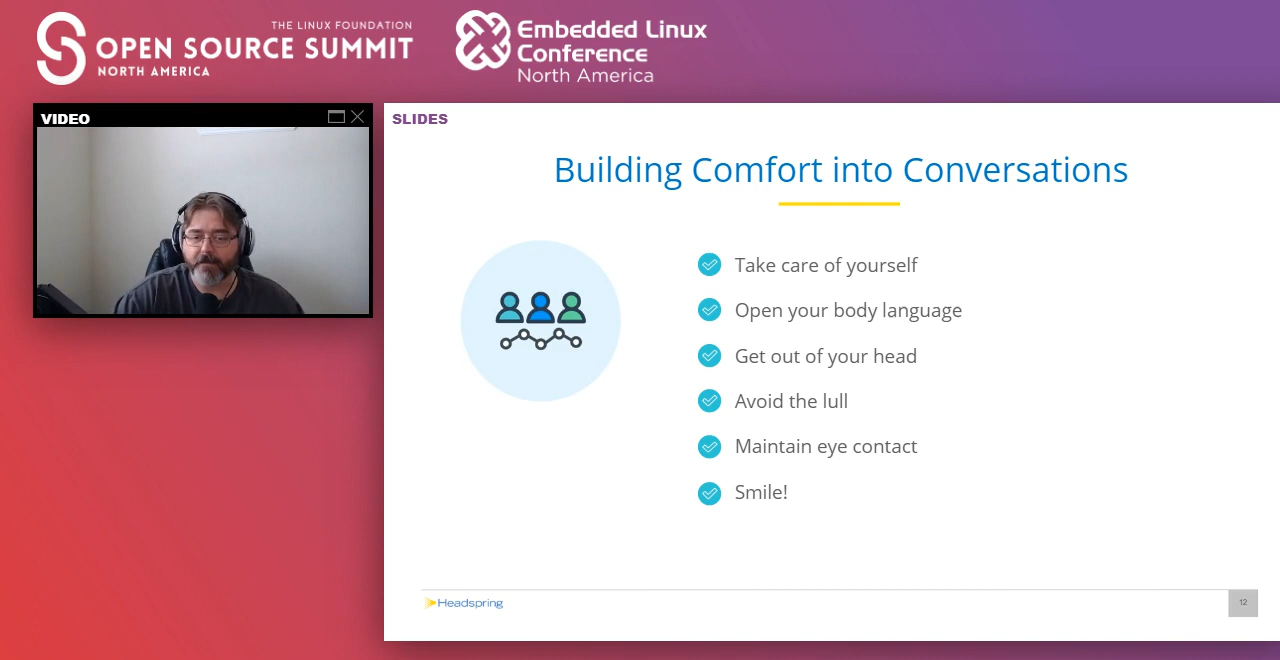 THE LINUX FOUNDATION
OPEN SOURCE SUMMIT
NORTH AMERICA
Embedded Linux
Conference
North America
VIDEO
SLIDES
Building Comfort into Conversations
Take care of yourself
Open your body language
Get out of your head
Avoid the lull
Maintain eye contact
Smile!
Headspring
12